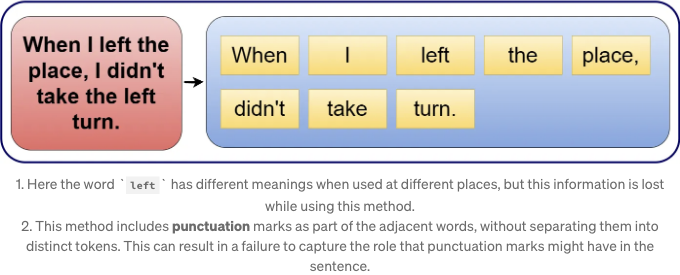 When I left the
place, I didn't
take the left
turn.
When I left the place,
didn't take turn.
1. Here the word `left` has different meanings when used at different places, but this information is lost
while using this method.
2. This method includes punctuation marks as part of the adjacent words, without separating them into
distinct tokens. This can result in a failure to capture the role that punctuation marks might have in the
sentence.